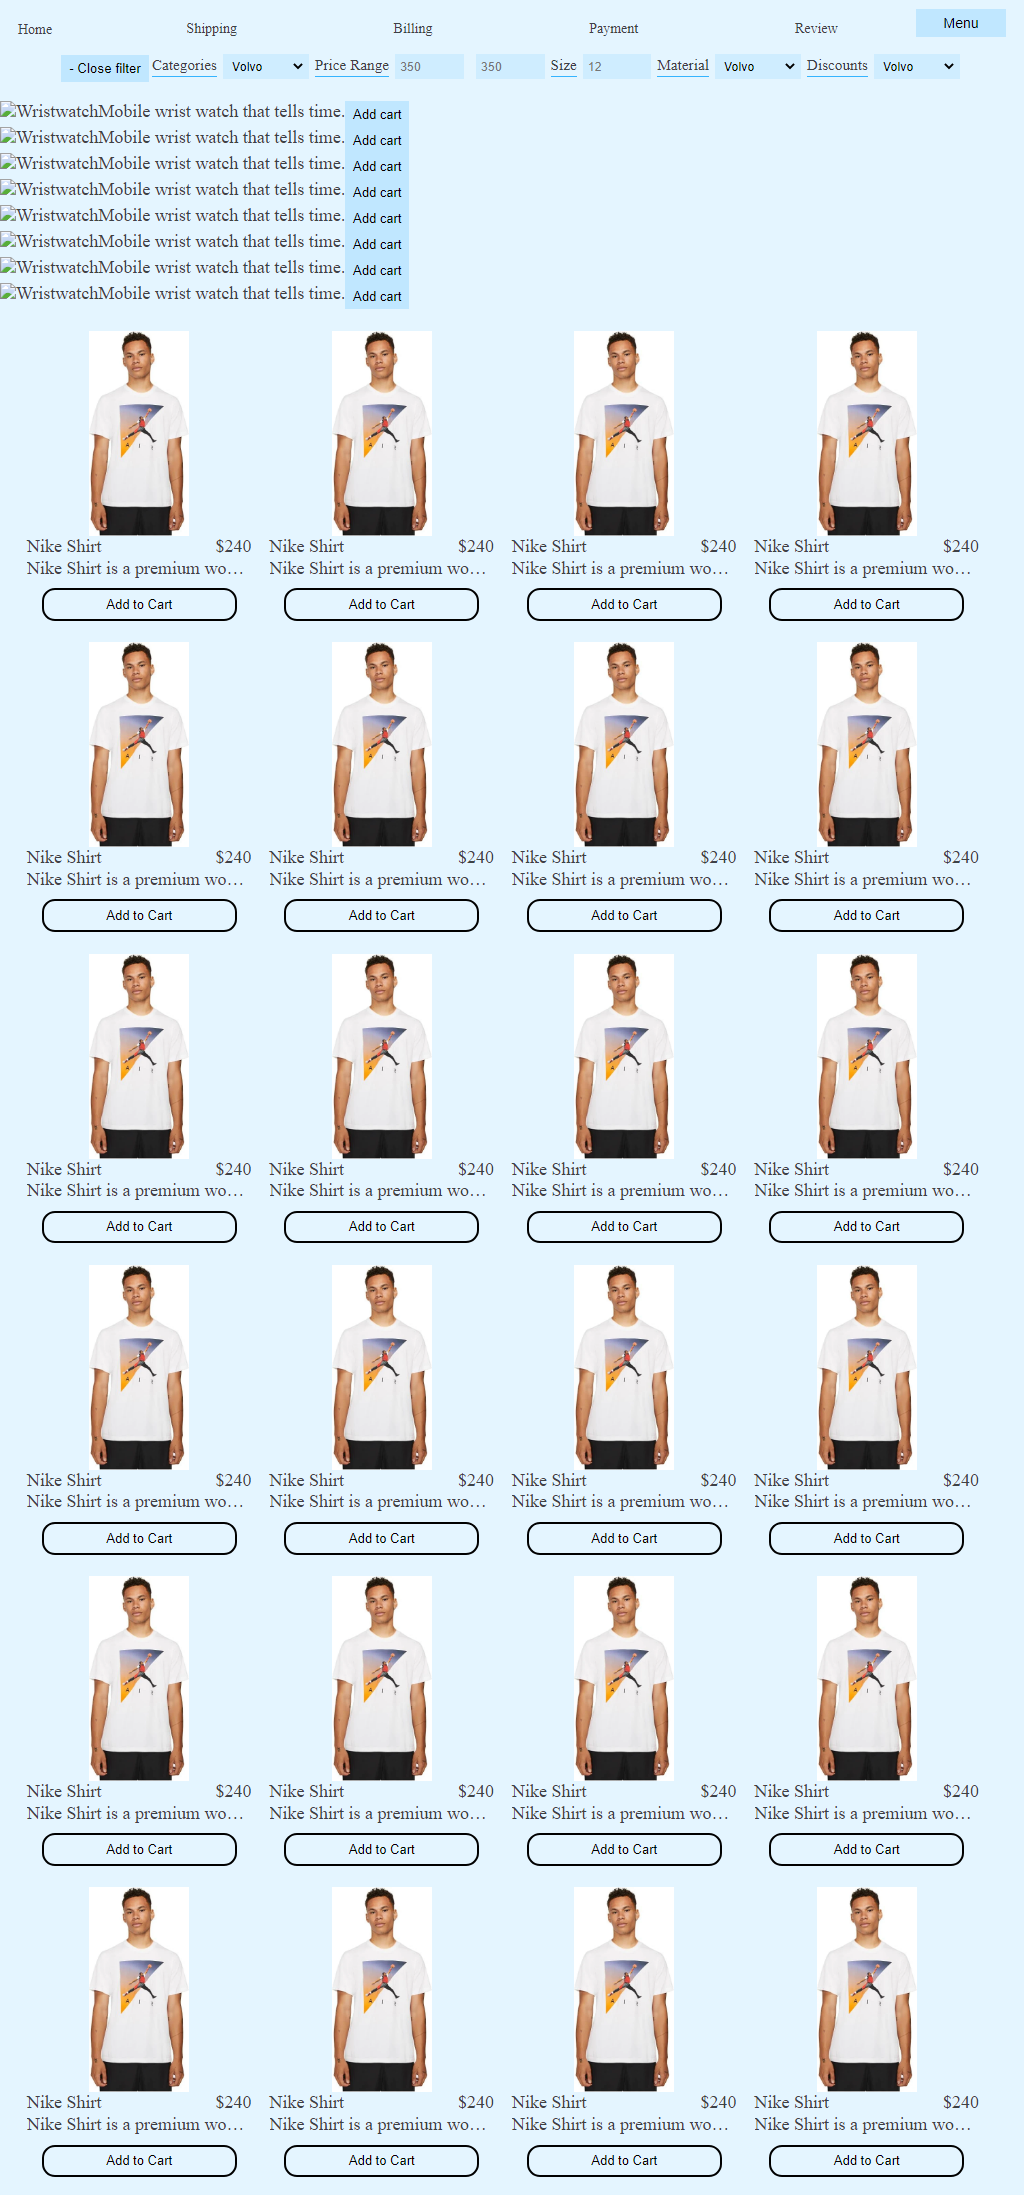 Home Shipping Billing Payment Review Menu
- Close filter Categories Volvo Price Range 350 350 Size 12 Material Volvo Discounts Volvo
WristwatchMobile wrist watch that tells time. Add cart
WristwatchMobile wrist watch that tells time. Add cart
WristwatchMobile wrist watch that tells time. Add cart
WristwatchMobile wrist watch that tells time. Add cart
WristwatchMobile wrist watch that tells time. Add cart
WristwatchMobile wrist watch that tells time. Add cart
WristwatchMobile wrist watch that tells time. Add cart
WristwatchMobile wrist watch that tells time. Add cart
Nike Shirt $240 Nike Shirt $240 Nike Shirt $240 Nike Shirt $240
Nike Shirt is a premium wo… Nike Shirt is a premium wo… Nike Shirt is a premium wo… Nike Shirt is a premium wo…
Add to Cart Add to Cart Add to Cart Add to Cart
Nike Shirt $240 Nike Shirt $240 Nike Shirt $240 Nike Shirt $240
Nike Shirt is a premium wo… Nike Shirt is a premium wo… Nike Shirt is a premium wo… Nike Shirt is a premium wo…
Add to Cart Add to Cart Add to Cart Add to Cart
Nike Shirt $240 Nike Shirt $240 Nike Shirt $240 Nike Shirt $240
Nike Shirt is a premium wo… Nike Shirt is a premium wo… Nike Shirt is a premium wo… Nike Shirt is a premium wo…
Add to Cart Add to Cart Add to Cart Add to Cart
Nike Shirt $240 Nike Shirt $240 Nike Shirt $240 Nike Shirt $240
Nike Shirt is a premium wo… Nike Shirt is a premium wo… Nike Shirt is a premium wo… Nike Shirt is a premium wo…
Add to Cart Add to Cart Add to Cart Add to Cart
Nike Shirt $240 Nike Shirt $240 Nike Shirt $240 Nike Shirt $240
Nike Shirt is a premium wo… Nike Shirt is a premium wo… Nike Shirt is a premium wo… Nike Shirt is a premium wo…
Add to Cart Add to Cart Add to Cart Add to Cart
Nike Shirt $240 Nike Shirt $240 Nike Shirt $240 Nike Shirt $240
Nike Shirt is a premium wo… Nike Shirt is a premium wo… Nike Shirt is a premium wo… Nike Shirt is a premium wo…
Add to Cart Add to Cart Add to Cart Add to Cart